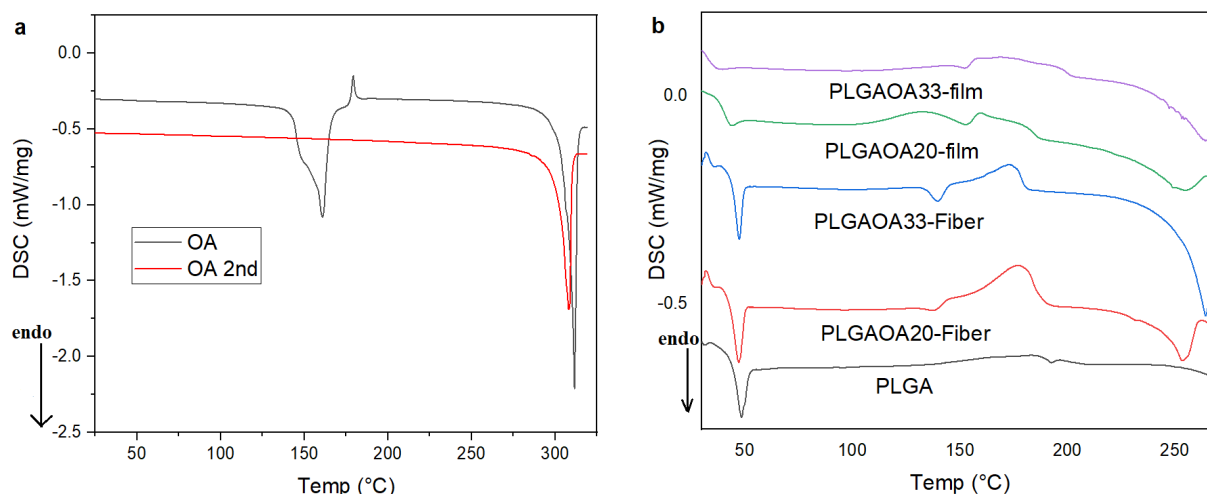 a
0.0
-0.5
-1.0
-1.5
-2.0
-2.5
DSC (mW/mg)
endo
OA
OA 2nd
50
100
150
200
250
300
Temp (°C)
b
0.0
-0.5
DSC (mW/mg)
endo
PLGAOA33-film
PLGAOA20-film
PLGAOA33-Fiber
PLGAOA20-Fiber
PLGA
50
100
150
200
250
Temp (°C)